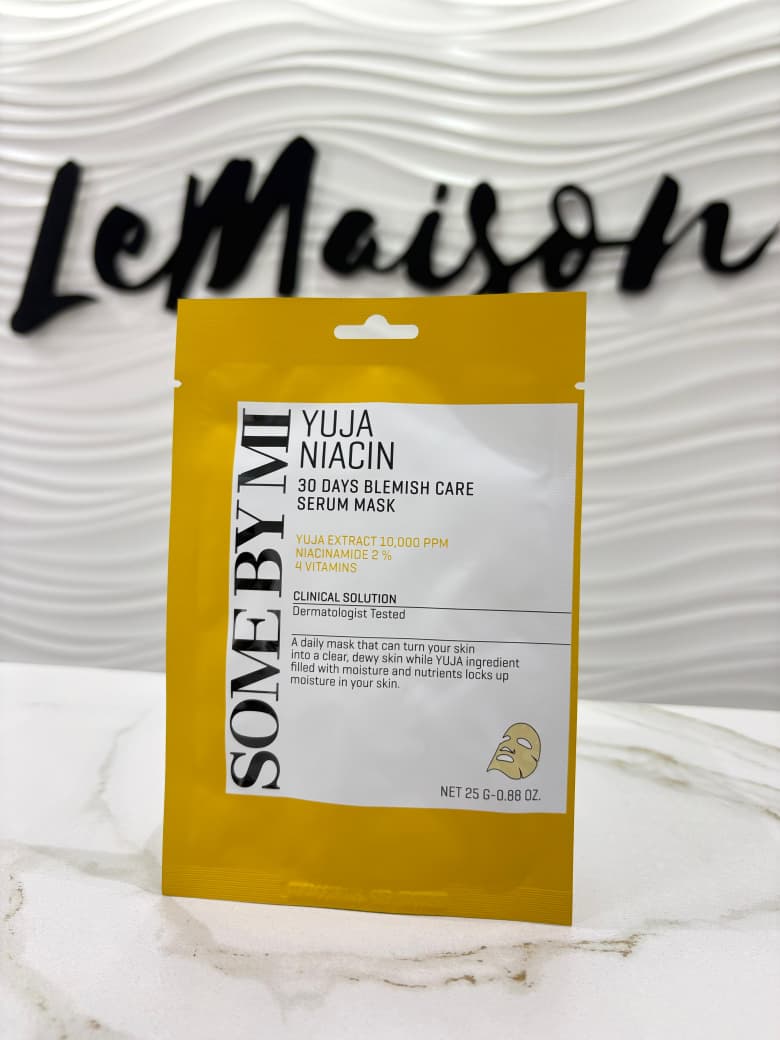 LeMaison
SOME BY MI
YUJA
NIACIN
30 DAYS BLEMISH CARE
SERUM MASK
YUJA EXTRACT 10,000 PPM
NIACINAMIDE 2 %
4 VITAMINS
CLINICAL SOLUTION
Dermatologist Tested
A daily mask that can turn your skin
into a clear, dewy skin while YUJA ingredient
filled with moisture and nutrients locks up
moisture in your skin.
NET 25 G-0.88 OZ.